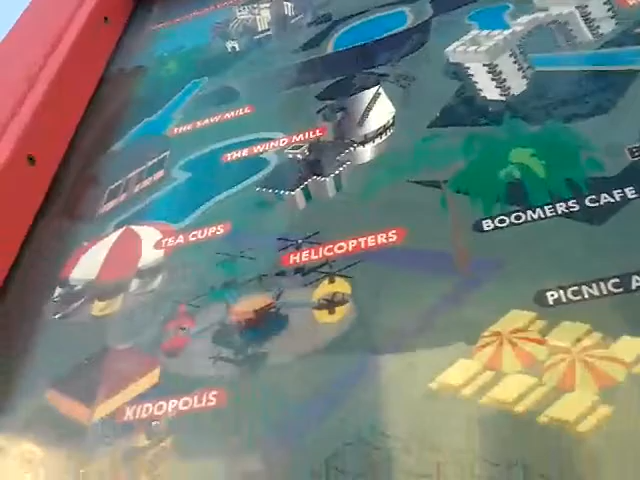 THE SAW MILL
THE WIND MILL
TEA CUPS
HELICOPTERS
BOOMERS CAFE
PICNIC A
KIDOPOLIS